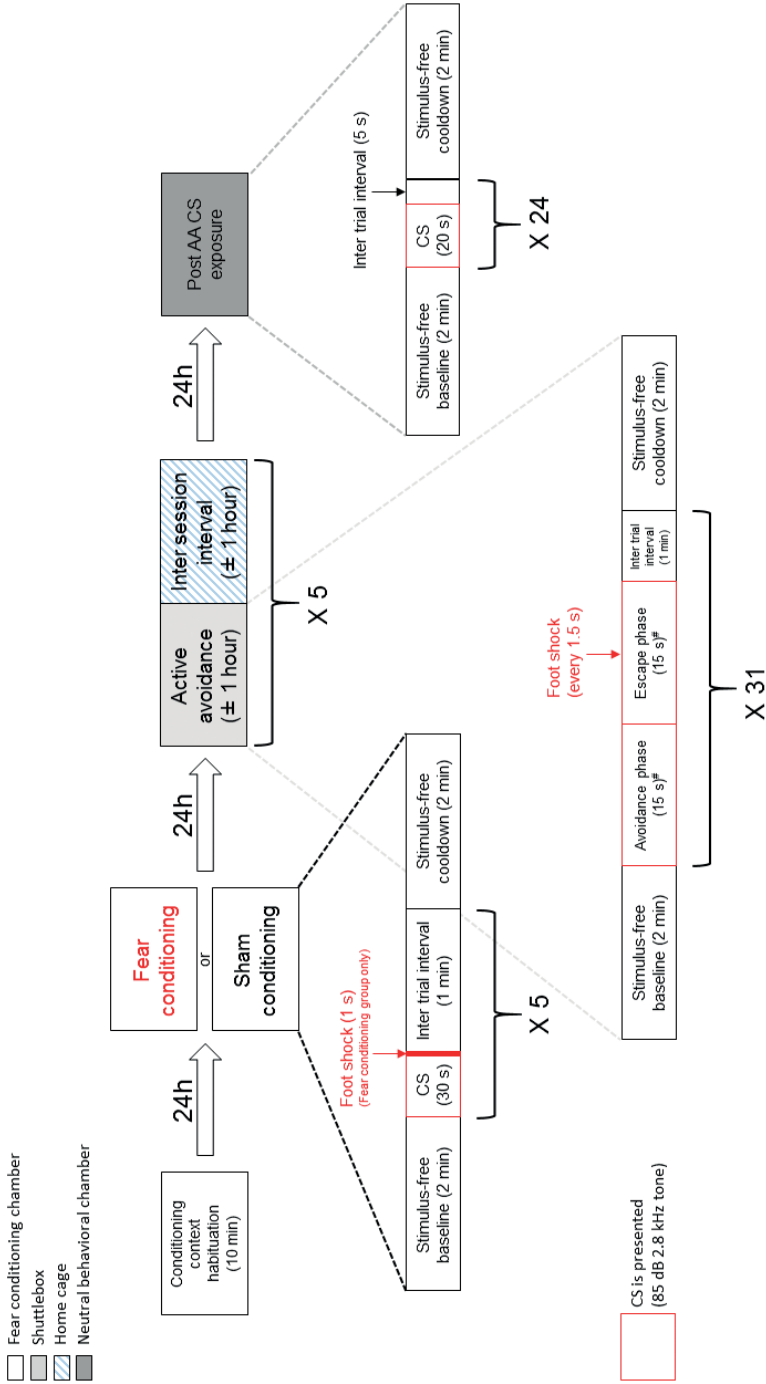 Fear conditioning chamber
Shuttlebox
Home cage
Neutral behavioral chamber
Conditioning
context
habituation
(10 min)
24h
Fear
conditioning
or
Sham
conditioning
24h
Active
avoidance
(± 1 hour)
Inter session
interval
(± 1 hour)
X 5
24h
Post AA CS
exposure
Foot shock (1 s)
(Fear conditioning group only)
Stimulus-free
baseline (2 min)
CS
(30 s)
Inter trial interval
(1 min)
Stimulus-free
cooldown (2 min)
X 5
Inter trial interval (5 s)
Stimulus-free
baseline (2 min)
CS
(20 s)
Stimulus-free
cooldown (2 min)
X 24
Foot shock
(every 1.5 s)
Stimulus-free
baseline (2 min)
Avoidance phase
(15 s)#
Escape phase
(15 s)#
Inter trial
interval
(1 min)
Stimulus-free
cooldown (2 min)
X 31
CS is presented
(85 dB 2.8 kHz tone)